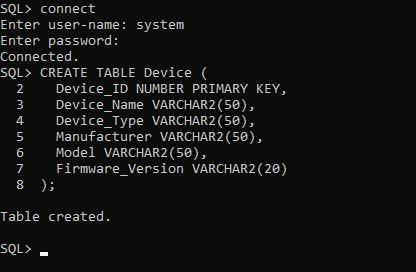 SQL> connect
Enter user-name: system
Enter password:
Connected.
SQL> CREATE TABLE Device (
  2    Device_ID NUMBER PRIMARY KEY,
  3    Device_Name VARCHAR2(50),
  4    Device_Type VARCHAR2(50),
  5    Manufacturer VARCHAR2(50),
  6    Model VARCHAR2(50),
  7    Firmware_Version VARCHAR2(20)
  8  );
Table created.
SQL>